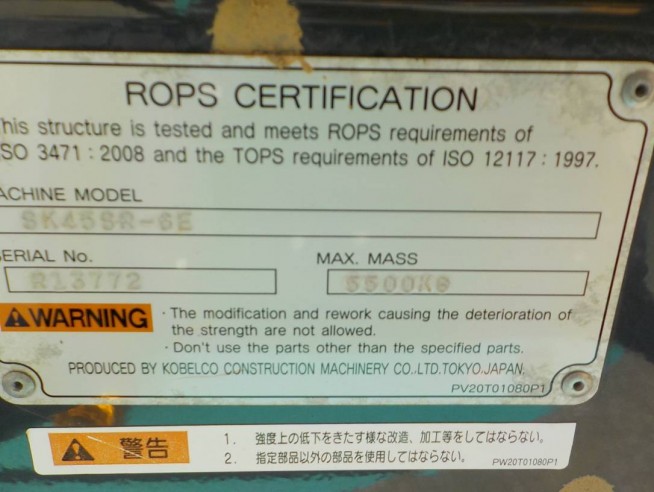 ROPS CERTIFICATION
his structure is tested and meets ROPS requirements of
SO 3471 : 2008 and the TOPS requirements of ISO 12117 : 1997.
ACHINE MODEL
SK45SR-6E
ERIAL No.
MAX. MASS
R13772
5500KG
WARNING
· The modification and rework causing the deterioration of
the strength are not allowed.
· Don't use the parts other than the specified parts.
PRODUCED BY KOBELCO CONSTRUCTION MACHINERY CO.,LTD.TOKYO,JAPAN.
PV20T01080P1
警告
1. 強度上の低下をきたす様な改造、加工等をしてはならない。
2. 指定部品以外の部品を使用してはならない。
PW20T01080P1